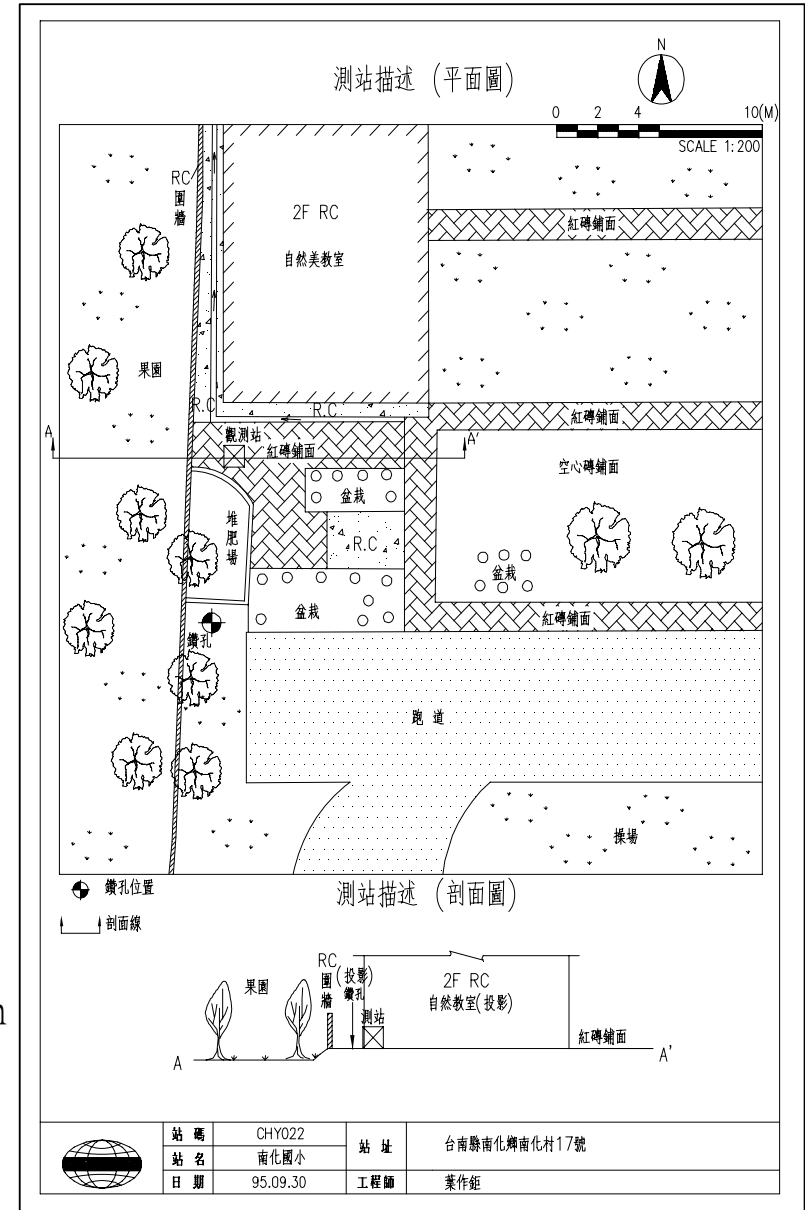 測站描述 (平面圖)
N
0 2 4 10(M)
SCALE 1:200
RC
圍牆
2F RC
自然美教室
紅磚鋪面
果園
R.C
R.C
紅磚鋪面
A
觀測站
紅磚鋪面
A'
空心磚鋪面
盆栽
堆肥場
R.C
盆栽
盆栽
紅磚鋪面
鑽孔
跑道
操場
鑽孔位置
剖面線
測站描述 (剖面圖)
果園
RC
圍牆
(投影)
鑽孔
測站
2F RC
自然教室(投影)
紅磚鋪面
A
A'
n
站碼 CHY022 站址 台南縣南化鄉南化村17號
站名 南化國小
日期 95.09.30 工程師 葉作鉅